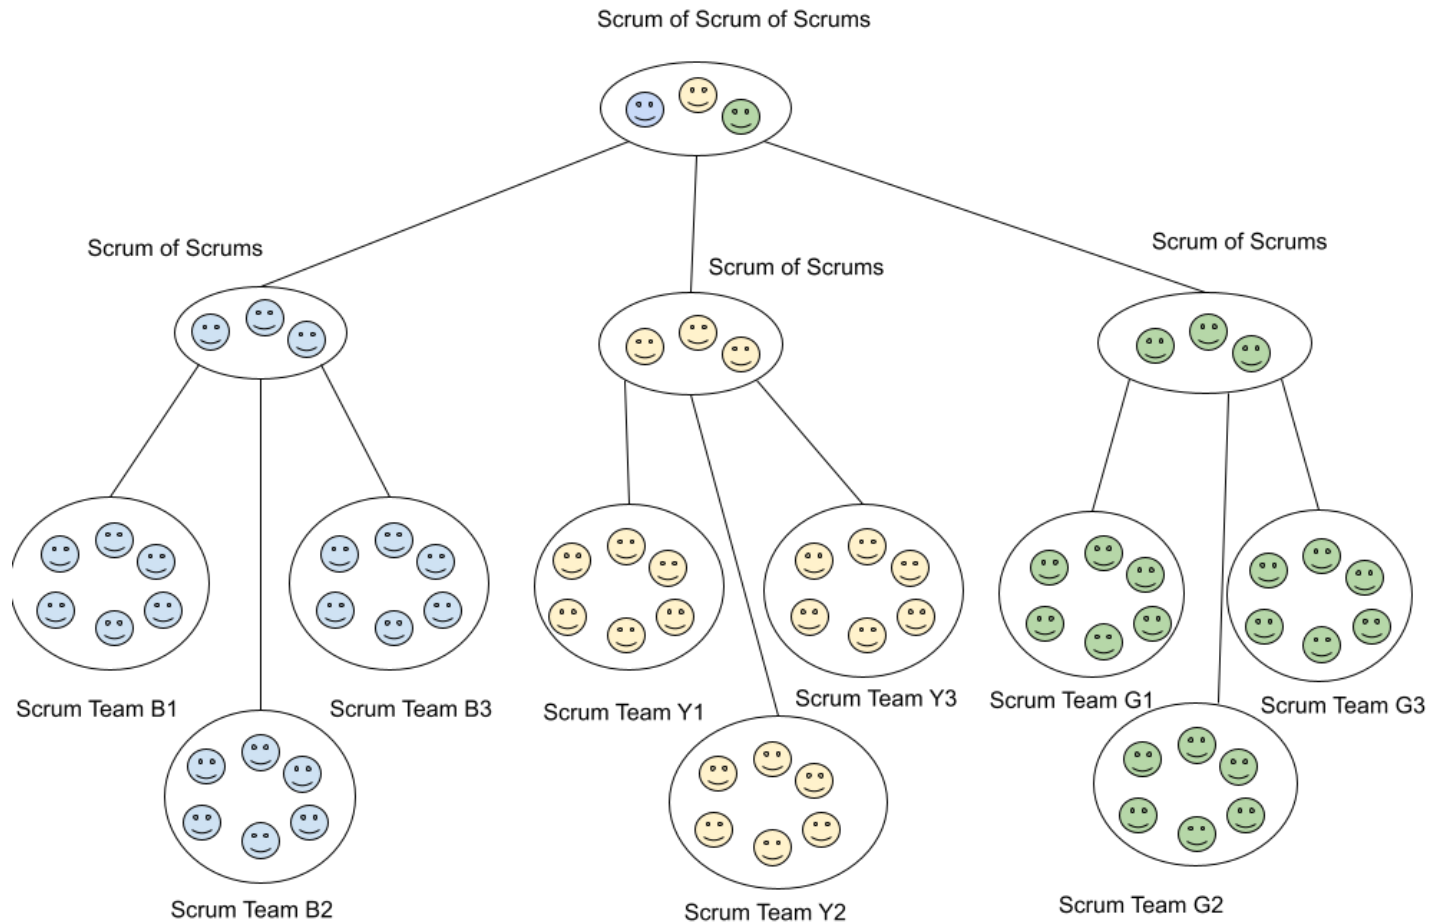 Scrum of Scrum of Scrums
Scrum of Scrums
Scrum of Scrums
Scrum of Scrums
Scrum Team B1
Scrum Team B3
Scrum Team Y1
Scrum Team Y3
Scrum Team G1
Scrum Team G3
Scrum Team B2
Scrum Team Y2
Scrum Team G2